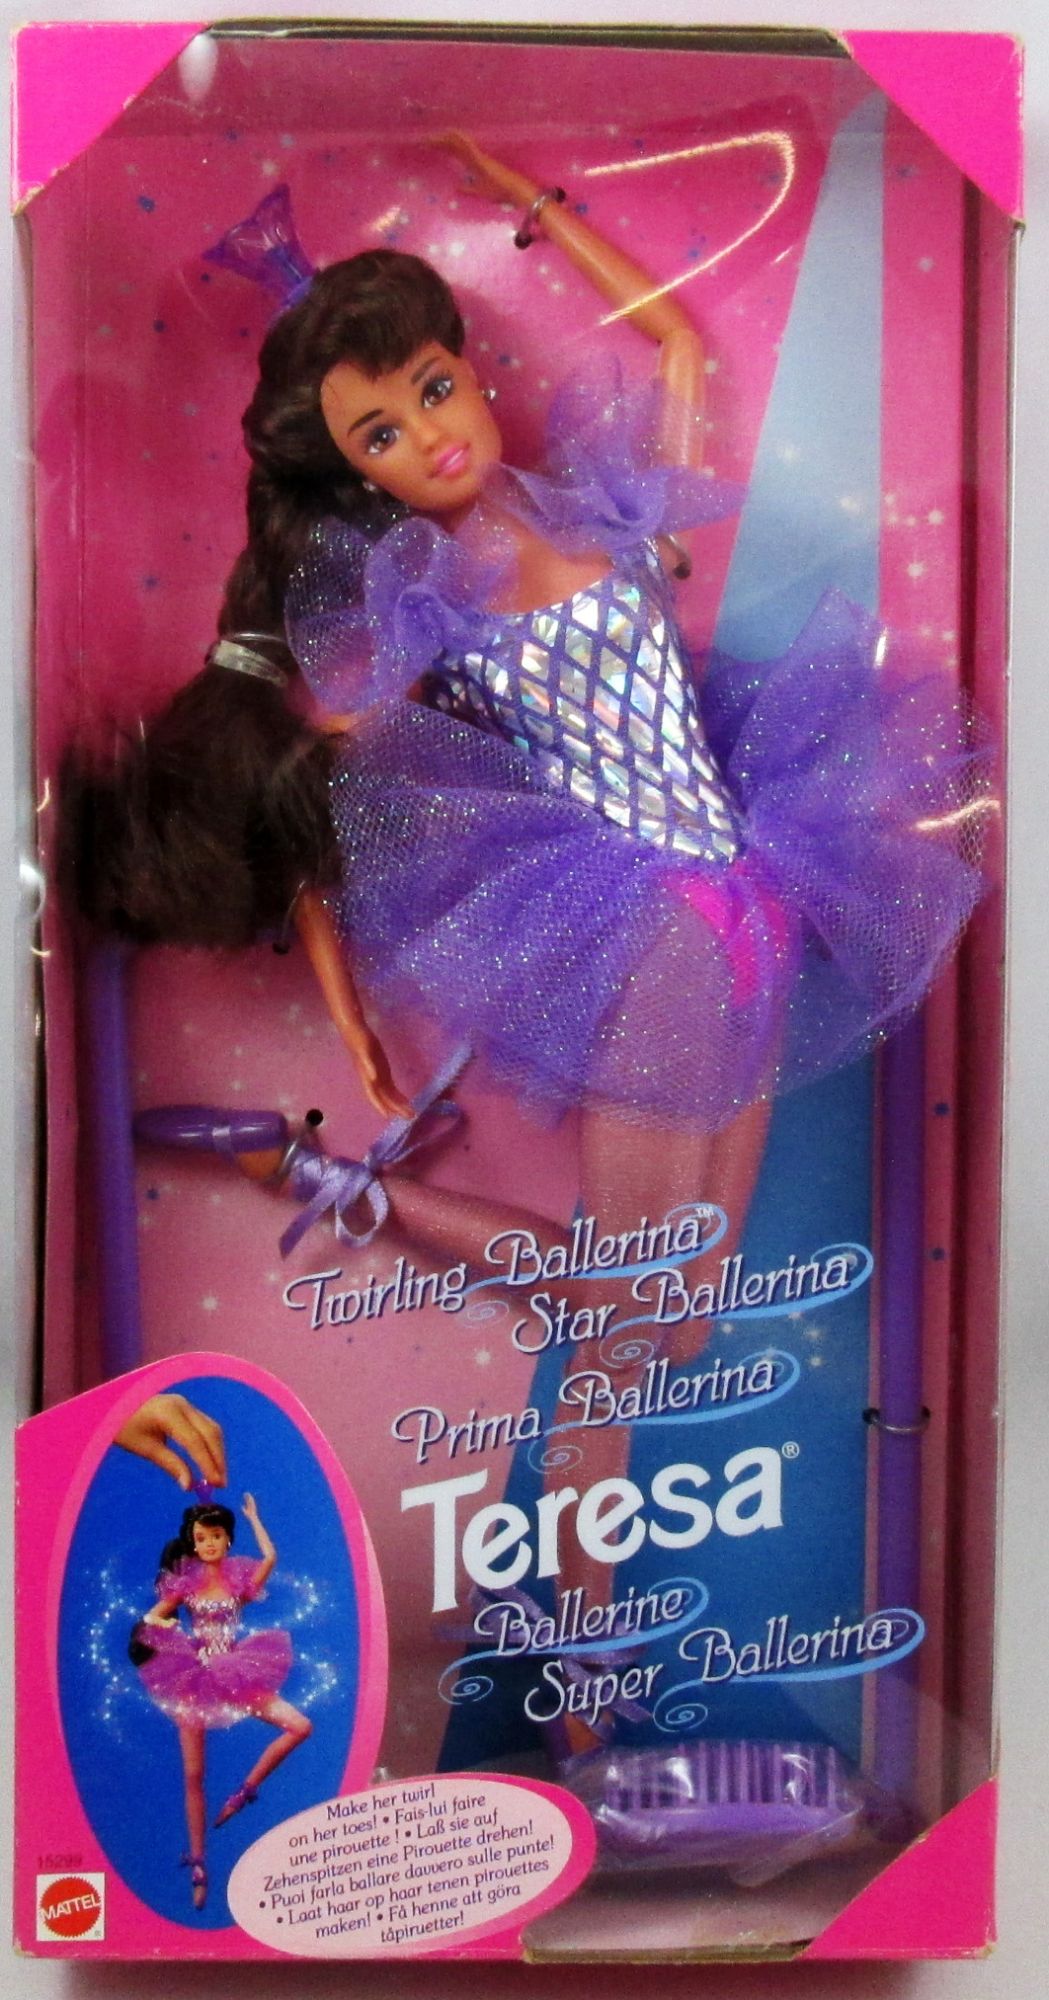 Twirling Ballerina™
Star Ballerina
Prima Ballerina
Teresa®
Ballerine
Super Ballerina
Make her twirl
on her toes! • Fais-lui faire
une pirouette ! • Laß sie auf
Zehenspitzen eine Pirouette drehen!
• Puoi farla ballare davvero sulle punte!
• Laat haar op haar tenen pirouettes
maken! • Få henne att göra
tåpiruetter!
15299
MATTEL